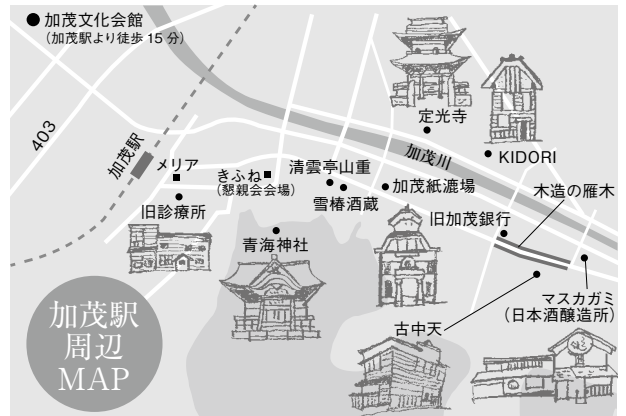 ● 加茂文化会館
（加茂駅より徒歩 15 分）
403
加茂駅
メリア
旧診療所
きふね
（懇親会会場）
清雲亭山重
雪椿酒蔵
青海神社
定光寺
加茂川
加茂紙漉場
KIDORI
木造の雁木
旧加茂銀行
マスカガミ
（日本酒醸造所）
古中天
加茂駅
周辺
MAP